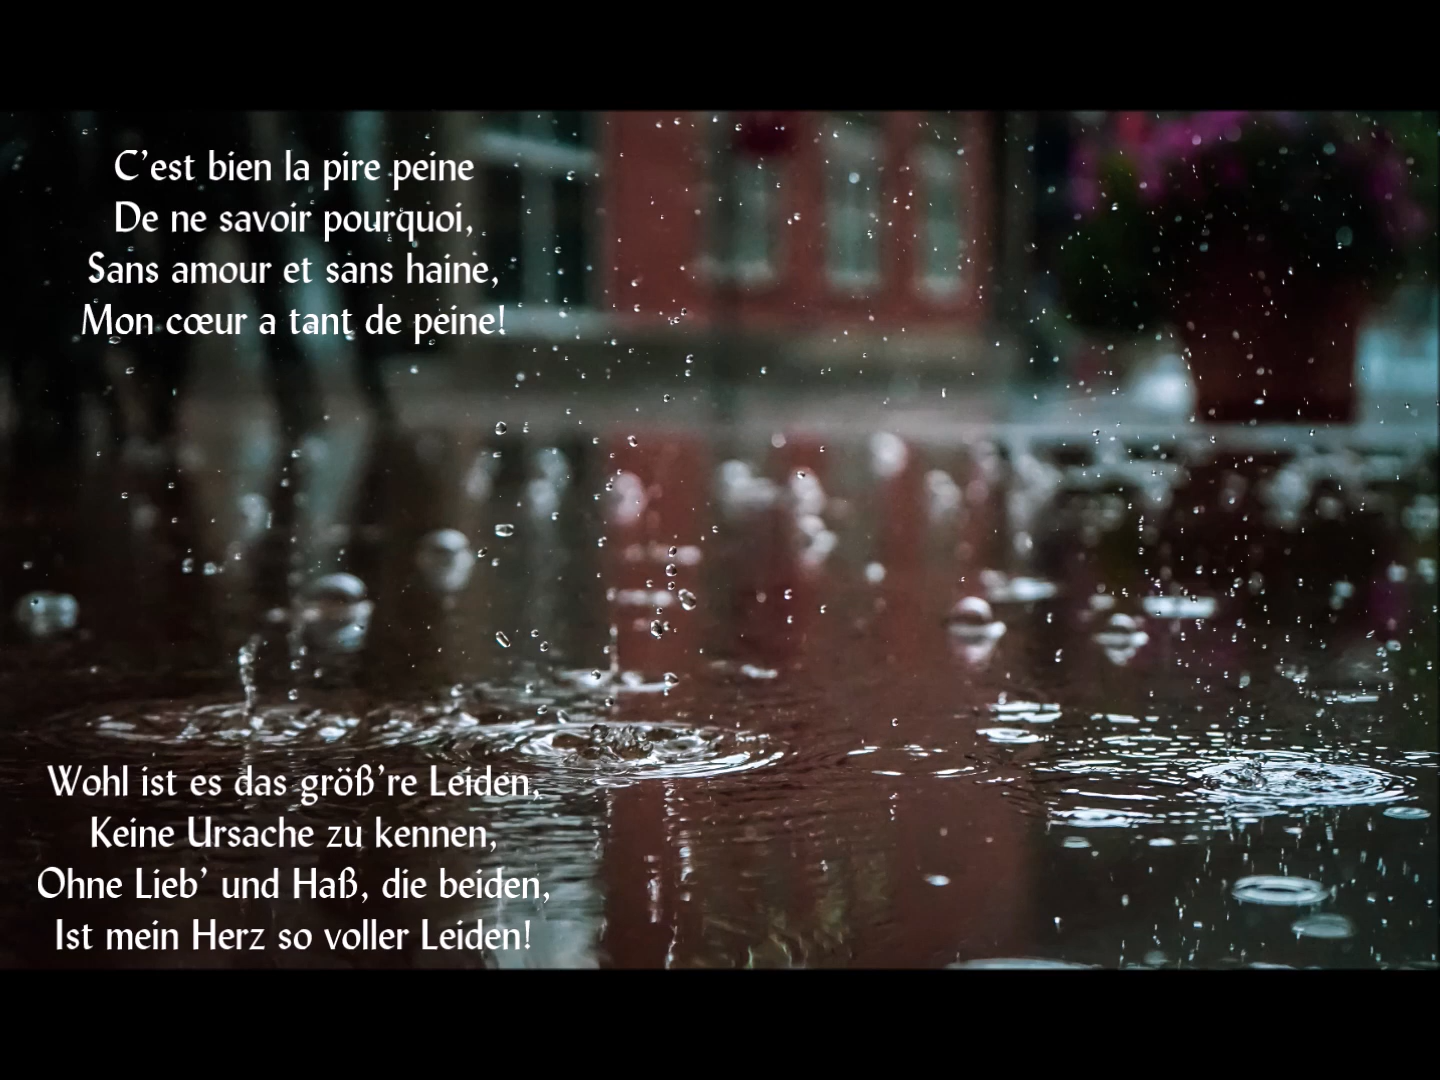 C’est bien la pire peine
De ne savoir pourquoi,
Sans amour et sans haine,
Mon cœur a tant de peine!
Wohl ist es das größ’re Leiden,
Keine Ursache zu kennen,
Ohne Lieb’ und Haß, die beiden,
Ist mein Herz so voller Leiden!